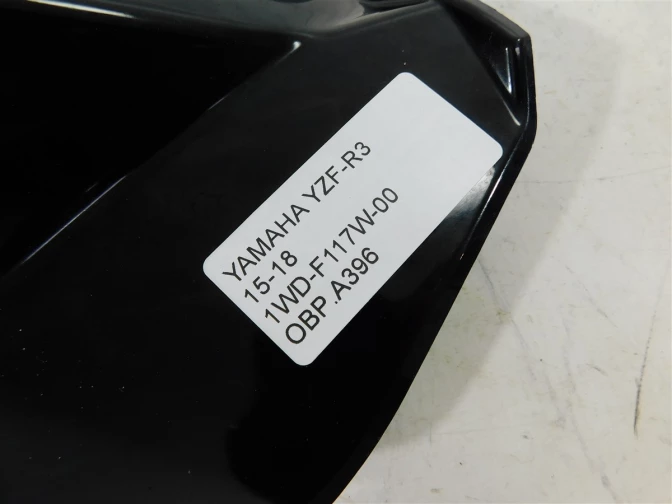 YAMAHA YZF-R3
15-18
1WD-F117W-00
OBP.A396